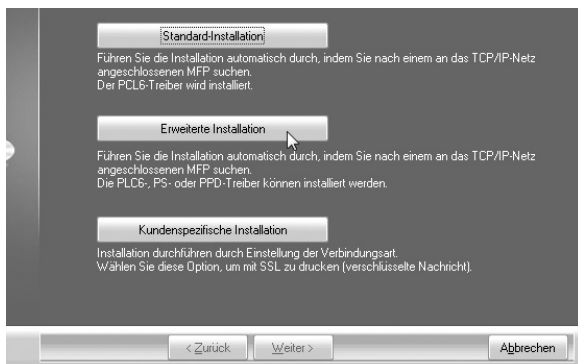 Standard-Installation
Führen Sie die Installation automatisch durch, indem Sie nach einem an das TCP/IP-Netz
angeschlossenen MFP suchen.
Der PCL6-Treiber wird installiert.
Erweiterte Installation
Führen Sie die Installation automatisch durch, indem Sie nach einem an das TCP/IP-Netz
angeschlossenen MFP suchen.
Die PLC6-, PS- oder PPD-Treiber können installiert werden.
Kundenspezifische Installation
Installation durchführen durch Einstellung der Verbindungsart.
Wählen Sie diese Option, um mit SSL zu drucken (verschlüsselte Nachricht).
< Zurück Weiter > Abbrechen